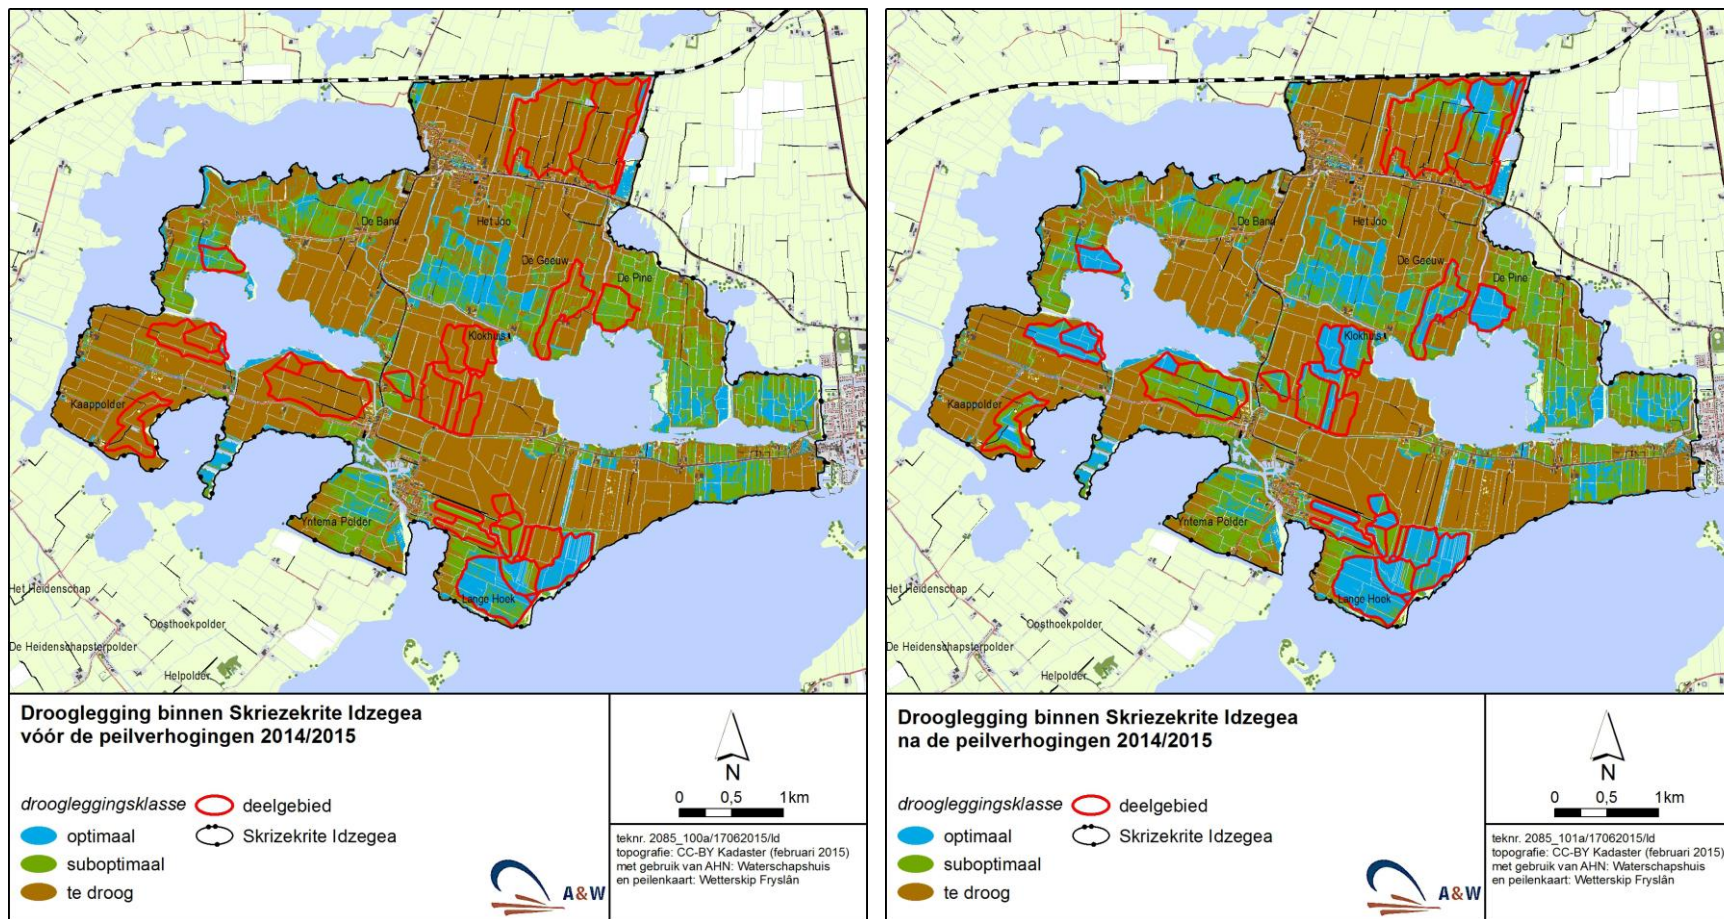 De Band
Het Joo
De Geeuw
De Pine
Klokhuis
Kaappolder
Yntema Polder
Lange Hoek
Het Heidenschap
Oosthoekpolder
De Heidenschapsterpolder
Helpolder
Drooglegging binnen Skriezekrite Idzegea
vóór de peilverhogingen 2014/2015
droogleggingsklasse
optimaal
suboptimaal
te droog
deelgebied
Skrizekrite Idzegea
N
0 0,5 1km
teknr. 2085_100a/17062015/ld
topografie: CC-BY Kadaster (februari 2015)
met gebruik van AHN: Waterschapshuis
en peilenkaart: Wetterskip Fryslân
A&W
De Band
Het Joo
De Geeuw
De Pine
Klokhuis
Kaappolder
Yntema Polder
Lange Hoek
Het Heidenschap
Oosthoekpolder
De Heidenschapsterpolder
Helpolder
Drooglegging binnen Skriezekrite Idzegea
na de peilverhogingen 2014/2015
droogleggingsklasse
optimaal
suboptimaal
te droog
deelgebied
Skrizekrite Idzegea
N
0 0,5 1km
teknr. 2085_101a/17062015/ld
topografie: CC-BY Kadaster (februari 2015)
met gebruik van AHN: Waterschapshuis
en peilenkaart: Wetterskip Fryslân
A&W